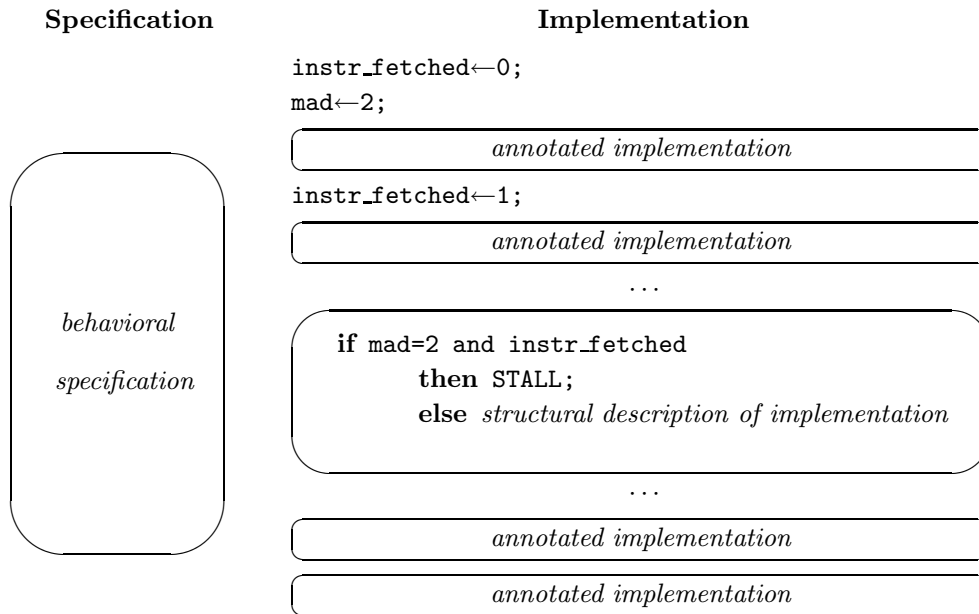 Specification
Implementation
instr_fetched←0;
mad←2;
annotated implementation
instr_fetched←1;
annotated implementation
...
behavioral
specification
if mad=2 and instr_fetched
then STALL;
else structural description of implementation
...
annotated implementation
annotated implementation